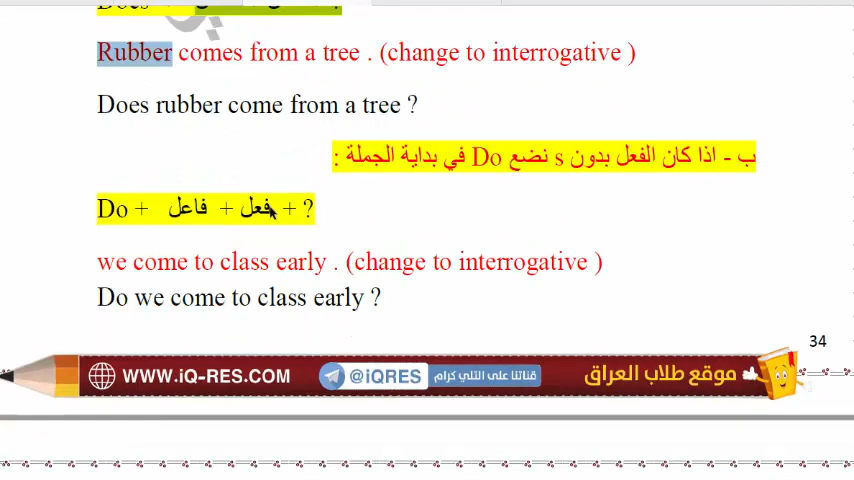 Does +
Rubber comes from a tree . (change to interrogative )
Does rubber come from a tree ?
ب - اذا كان الفعل بدون s نضع Do في بداية الجملة :
Do + فاعل + فعل + ?
we come to class early . (change to interrogative )
Do we come to class early ?
34
WWW.iQ-RES.COM @iQRES قناتنا على التلي كرام موقع طلاب العراق